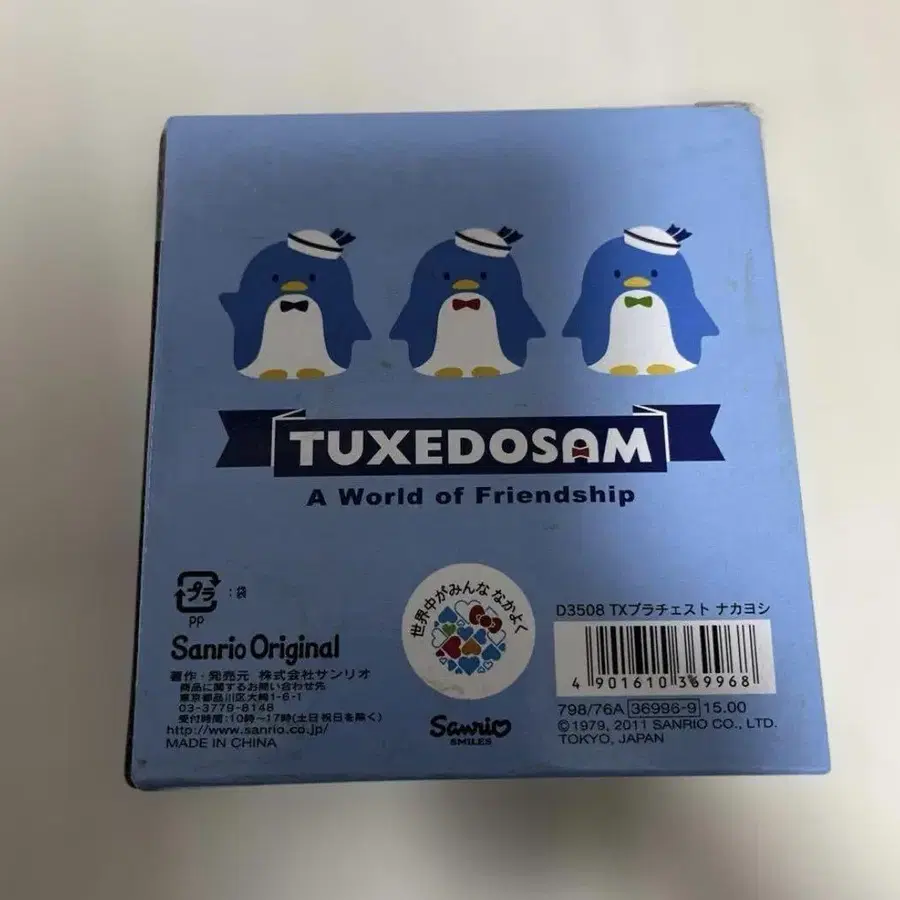 TUXEDOSAM
A World of Friendship
プラ
:袋
PP
Sanrio Original
著作・発売元 株式会社サンリオ
商品に関するお問い合わせ先
東京都品川区大崎1-6-1
03-3779-8148
受付時間:10時~17時(土日祝日を除く)
http://www.sanrio.co.jp/
MADE IN CHINA
世界中がみんななかよく
Sanrio
SMILES
D3508 TXプラチェスト ナカヨシ
4 901610 369968
798/76A 36996-9 15.00
©1979, 2011 SANRIO CO., LTD.
TOKYO, JAPAN